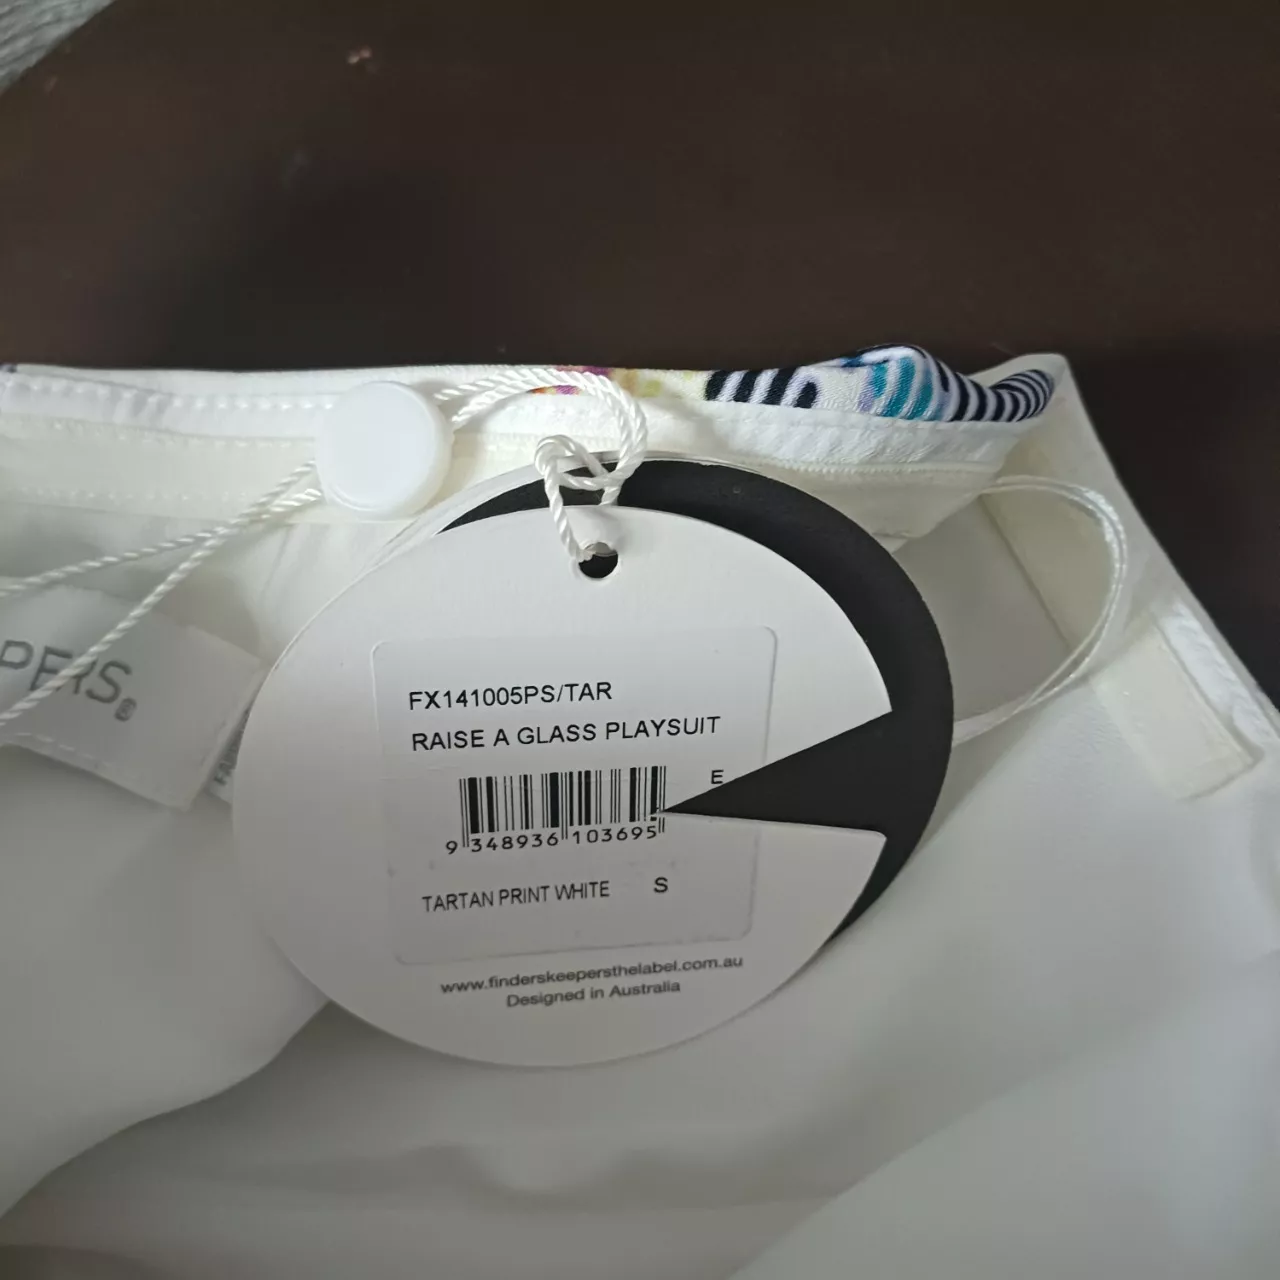 FX141005PS/TAR
RAISE A GLASS PLAYSUIT
E
9 348936 103695
TARTAN PRINT WHITE S
www.finderskeepersthelabel.com.au
Designed in Australia
PERS®